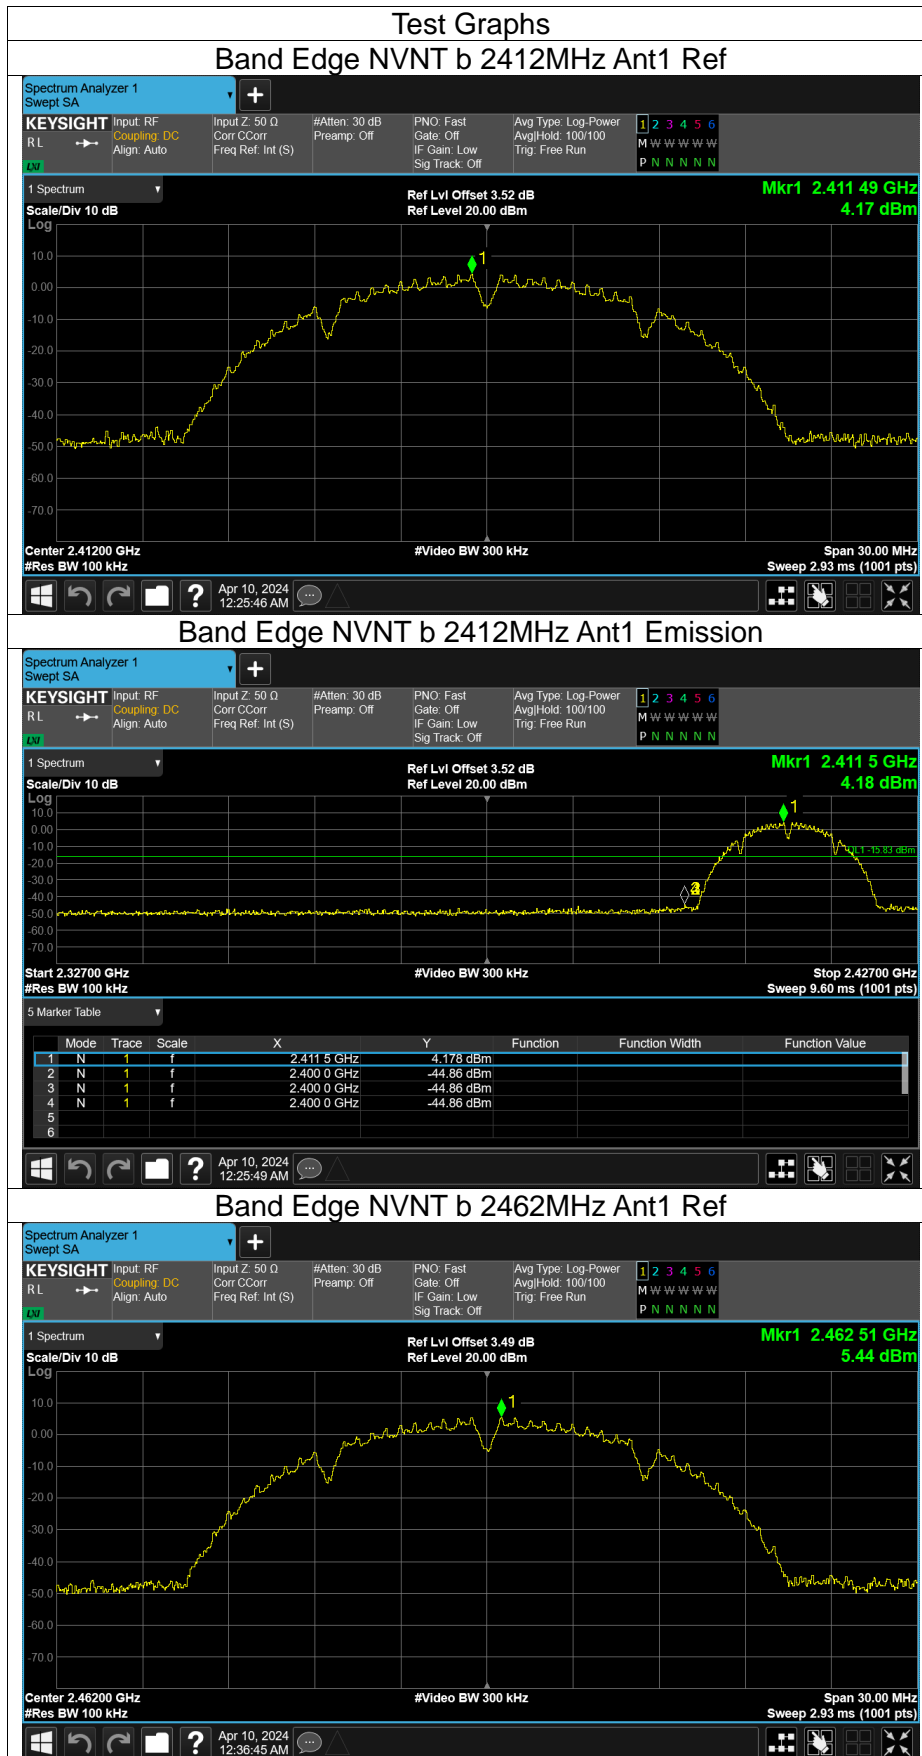 Test Graphs
Band Edge NVNT b 2412MHz Ant1 Ref
Spectrum Analyzer 1
Swept SA
+
KEYSIGHT Input: RF Input Z: 50 Ω #Atten: 30 dB PNO: Fast Avg Type: Log-Power 1 2 3 4 5 6
RL Coupling: DC Corr CCorr Preamp: Off Gate: Off Avg|Hold: 100/100 M W W W W W
Align: Auto Freq Ref: Int (S) IF Gain: Low Trig: Free Run P N N N N N
LXI Sig Track: Off
1 Spectrum Ref Lvl Offset 3.52 dB Mkr1 2.411 49 GHz
Scale/Div 10 dB Ref Level 20.00 dBm 4.17 dBm
Log
1
10.0
0.00
-10.0
-20.0
-30.0
-40.0
-50.0
-60.0
-70.0
Center 2.41200 GHz #Video BW 300 kHz Span 30.00 MHz
#Res BW 100 kHz Sweep 2.93 ms (1001 pts)
? Apr 10, 2024
12:25:46 AM
Band Edge NVNT b 2412MHz Ant1 Emission
Spectrum Analyzer 1
Swept SA
+
KEYSIGHT Input: RF Input Z: 50 Ω #Atten: 30 dB PNO: Fast Avg Type: Log-Power 1 2 3 4 5 6
RL Coupling: DC Corr CCorr Preamp: Off Gate: Off Avg|Hold: 100/100 M W W W W W
Align: Auto Freq Ref: Int (S) IF Gain: Low Trig: Free Run P N N N N N
LXI Sig Track: Off
1 Spectrum Ref Lvl Offset 3.52 dB Mkr1 2.411 5 GHz
Scale/Div 10 dB Ref Level 20.00 dBm 4.18 dBm
Log
1
10.0
0.00
-10.0
DL1 -15.83 dBm
-20.0
-30.0
-40.0
-50.0
-60.0
-70.0
Start 2.32700 GHz #Video BW 300 kHz Stop 2.42700 GHz
#Res BW 100 kHz Sweep 9.60 ms (1001 pts)
5 Marker Table
Mode Trace Scale X Y Function Function Width Function Value
1 N 1 f 2.411 5 GHz 4.178 dBm
2 N 1 f 2.400 0 GHz -44.86 dBm
3 N 1 f 2.400 0 GHz -44.86 dBm
4 N 1 f 2.400 0 GHz -44.86 dBm
5
6
? Apr 10, 2024
12:25:49 AM
Band Edge NVNT b 2462MHz Ant1 Ref
Spectrum Analyzer 1
Swept SA
+
KEYSIGHT Input: RF Input Z: 50 Ω #Atten: 30 dB PNO: Fast Avg Type: Log-Power 1 2 3 4 5 6
RL Coupling: DC Corr CCorr Preamp: Off Gate: Off Avg|Hold: 100/100 M W W W W W
Align: Auto Freq Ref: Int (S) IF Gain: Low Trig: Free Run P N N N N N
LXI Sig Track: Off
1 Spectrum Ref Lvl Offset 3.49 dB Mkr1 2.462 51 GHz
Scale/Div 10 dB Ref Level 20.00 dBm 5.44 dBm
Log
1
10.0
0.00
-10.0
-20.0
-30.0
-40.0
-50.0
-60.0
-70.0
Center 2.46200 GHz #Video BW 300 kHz Span 30.00 MHz
#Res BW 100 kHz Sweep 2.93 ms (1001 pts)
? Apr 10, 2024
12:36:45 AM